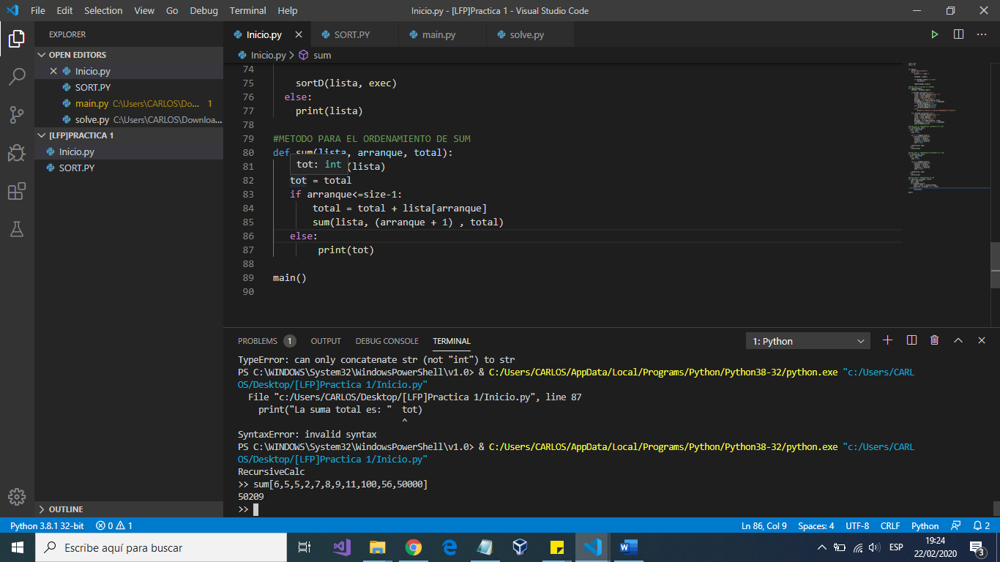 File Edit Selection View Go Debug Terminal Help Inicio.py - [LFP]Practica 1 - Visual Studio Code
EXPLORER
OPEN EDITORS
Inicio.py
SORT.PY
main.py C:\Users\CARLOS\Do... 1
solve.py C:\Users\CARLOS\Downloa...
[LFP]PRACTICA 1
Inicio.py
SORT.PY
OUTLINE
Inicio.py SORT.PY main.py solve.py
Inicio.py > sum
74
75 sortD(lista, exec)
76 else:
77 print(lista)
78
79 #METODO PARA EL ORDENAMIENTO DE SUM
80 def sum(lista, arranque, total):
tot: int
81 (lista)
82 tot = total
83 if arranque<=size-1:
84 total = total + lista[arranque]
85 sum(lista, (arranque + 1) , total)
86 else:
87 print(tot)
88
89 main()
90
PROBLEMS 1 OUTPUT DEBUG CONSOLE TERMINAL 1: Python
TypeError: can only concatenate str (not "int") to str
PS C:\WINDOWS\System32\WindowsPowerShell\v1.0> & C:/Users/CARLOS/AppData/Local/Programs/Python/Python38-32/python.exe "c:/Users/CARL
OS/Desktop/[LFP]Practica 1/Inicio.py"
File "c:/Users/CARLOS/Desktop/[LFP]Practica 1/Inicio.py", line 87
print("La suma total es: " tot)
^
SyntaxError: invalid syntax
PS C:\WINDOWS\System32\WindowsPowerShell\v1.0> & C:/Users/CARLOS/AppData/Local/Programs/Python/Python38-32/python.exe "c:/Users/CARL
OS/Desktop/[LFP]Practica 1/Inicio.py"
RecursiveCalc
>> sum[6,5,5,2,7,8,9,11,100,56,50000]
50209
>>
Python 3.8.1 32-bit 0 1 Ln 86, Col 9 Spaces: 4 UTF-8 CRLF Python 2
Escribe aquí para buscar
ESP
19:24
22/02/2020
3